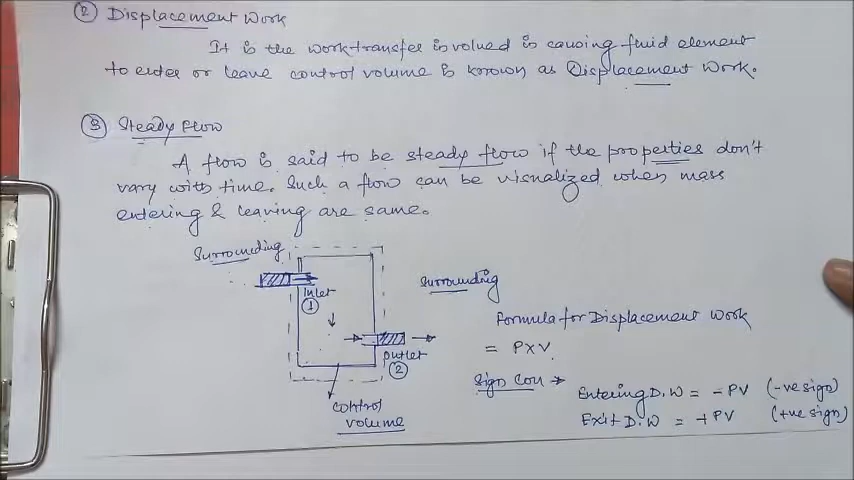 ② Displacement Work
It is the work transfer is volued is causing fluid element
to enter or leave control volume is known as Displacement Work.
③ Steady Flow
A flow is said to be steady flow if the properties don't
vary with time. Such a flow can be visualized when mass
entering & leaving are same.
Surrounding
inlet
①
Surrounding
outlet
②
control
volume
Formula for Displacement Work
= P×V.
Sign Con →
Entering D.W = -PV (-ve sign)
Exit D.W = +PV (+ve sign)